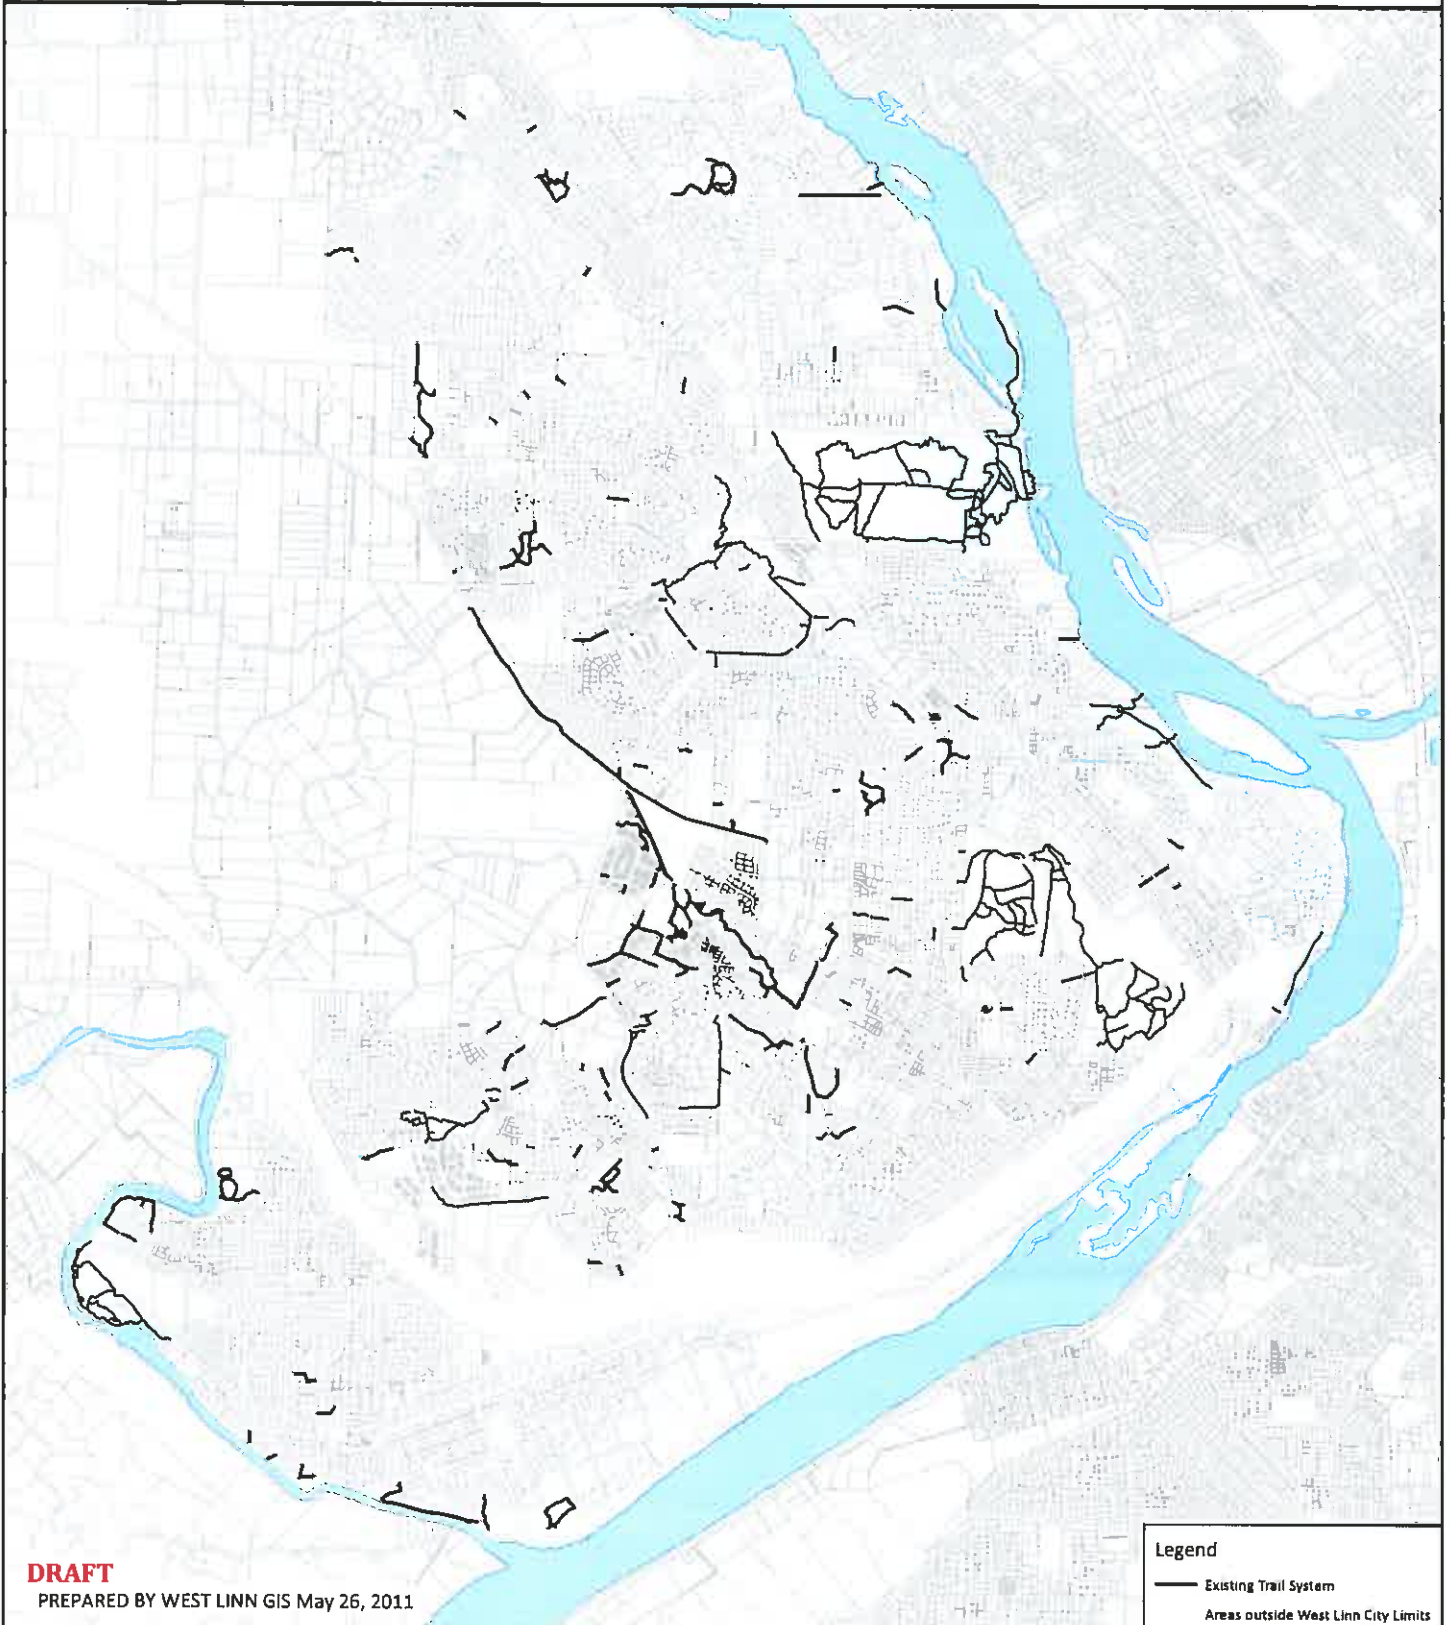 DRAFT
PREPARED BY WEST LINN GIS May 26, 2011
Legend
Existing Trail System
Areas outside West Linn City Limits